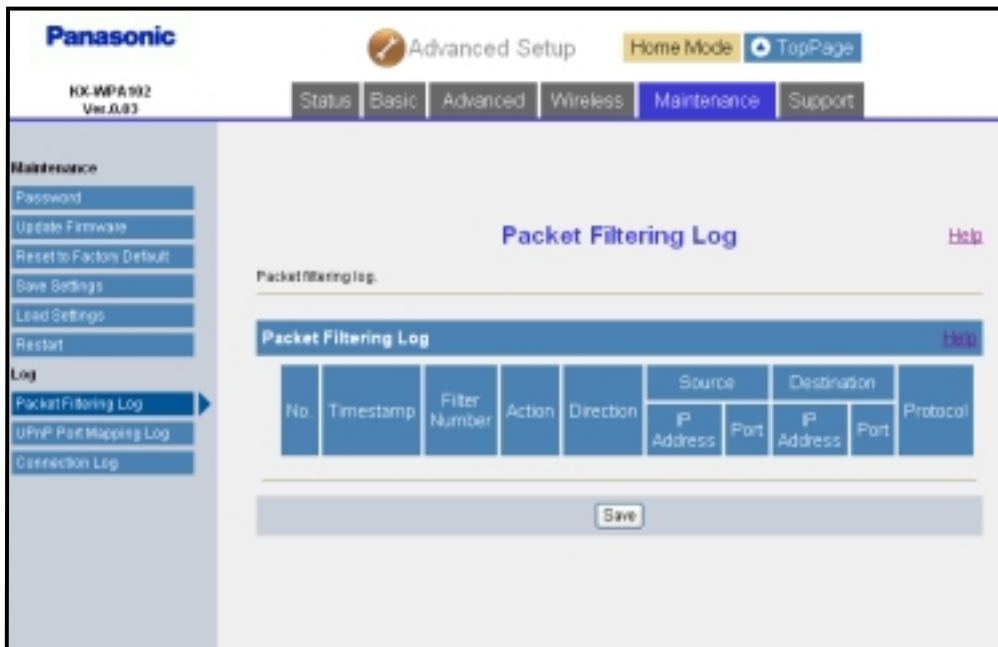 Panasonic
Advanced Setup
Home Mode
TopPage
KX-WPA102
Ver.0.03
Status
Basic
Advanced
Wireless
Maintenance
Support
Maintenance
Password
Update Firmware
Reset to Factory Default
Save Settings
Load Settings
Restart
Log
Packet Filtering Log
UPnP Port Mapping Log
Connection Log
Packet Filtering Log
Help
Packet filtering log.
Packet Filtering Log
Help
No.
Timestamp
Filter
Number
Action
Direction
Source
IP
Address
Port
Destination
IP
Address
Port
Protocol
Save